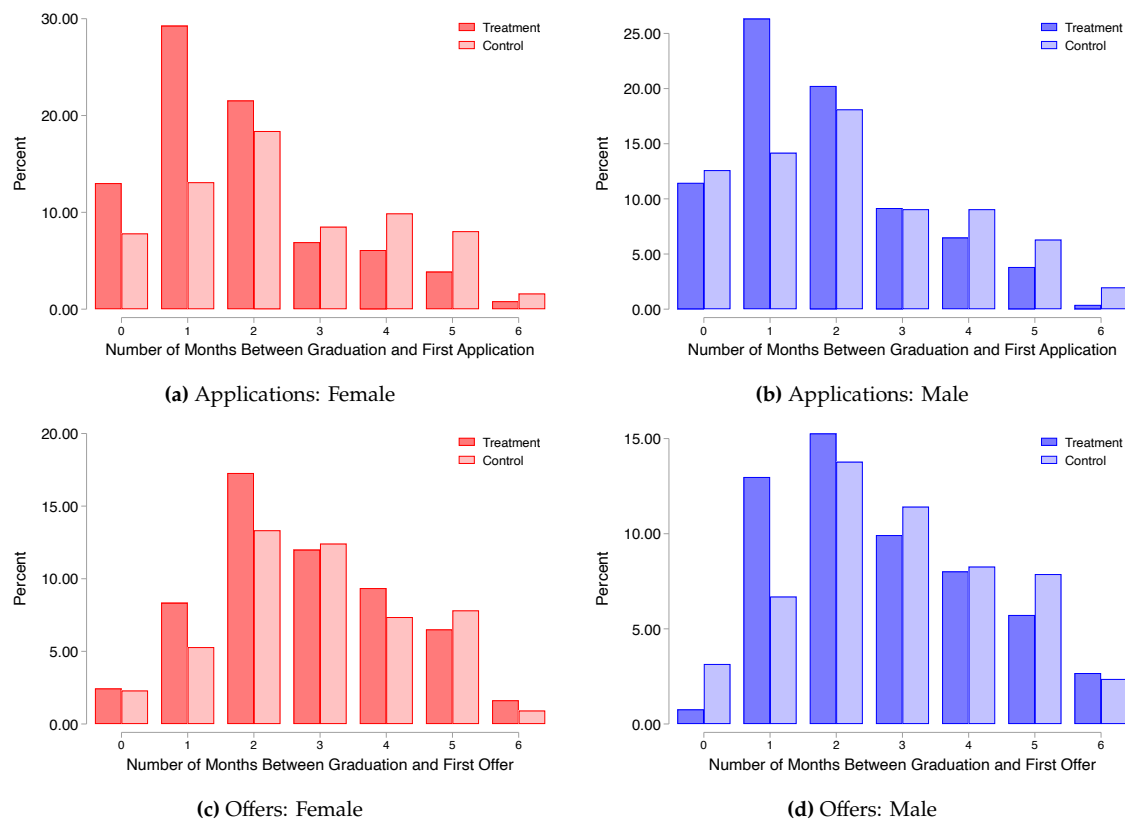 30.00
20.00
10.00
0.00
Percent
Treatment
Control
0 1 2 3 4 5 6
Number of Months Between Graduation and First Application
(a) Applications: Female
25.00
20.00
15.00
10.00
5.00
0.00
Percent
Treatment
Control
0 1 2 3 4 5 6
Number of Months Between Graduation and First Application
(b) Applications: Male
20.00
15.00
10.00
5.00
0.00
Percent
Treatment
Control
0 1 2 3 4 5 6
Number of Months Between Graduation and First Offer
(c) Offers: Female
15.00
10.00
5.00
0.00
Percent
Treatment
Control
0 1 2 3 4 5 6
Number of Months Between Graduation and First Offer
(d) Offers: Male